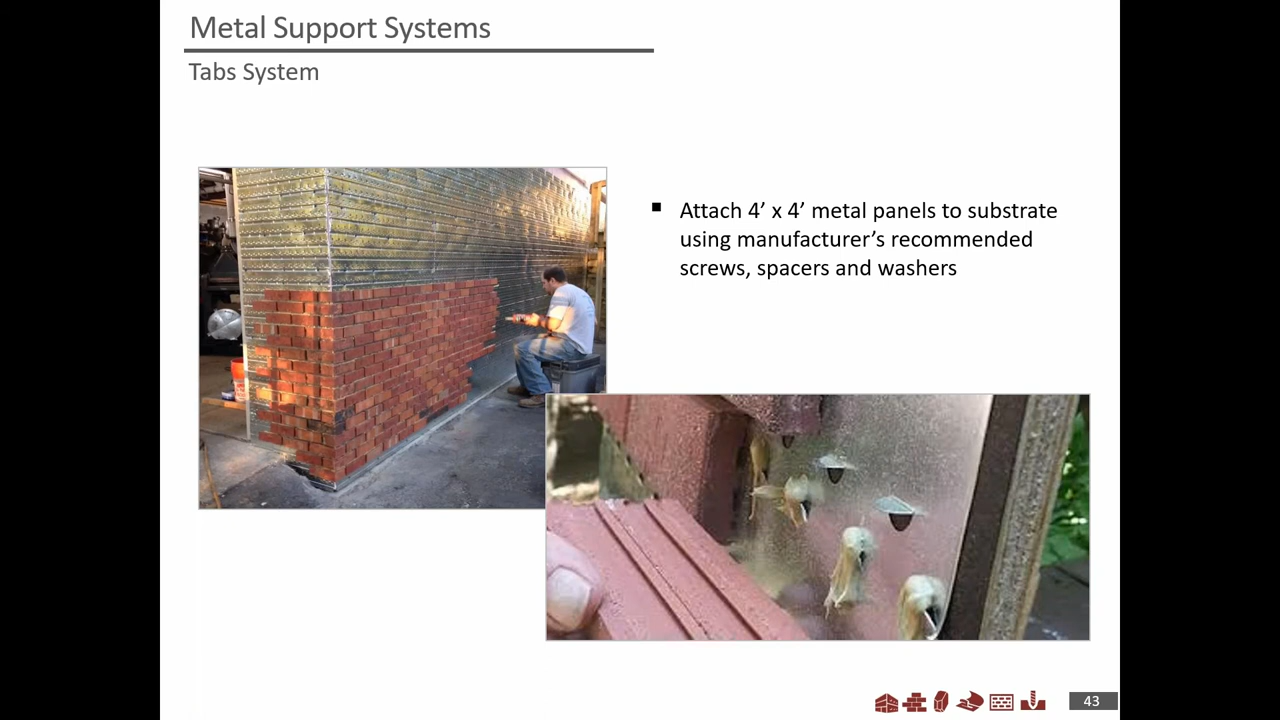 Metal Support Systems
Tabs System
▪ Attach 4’ x 4’ metal panels to substrate
using manufacturer’s recommended
screws, spacers and washers
43